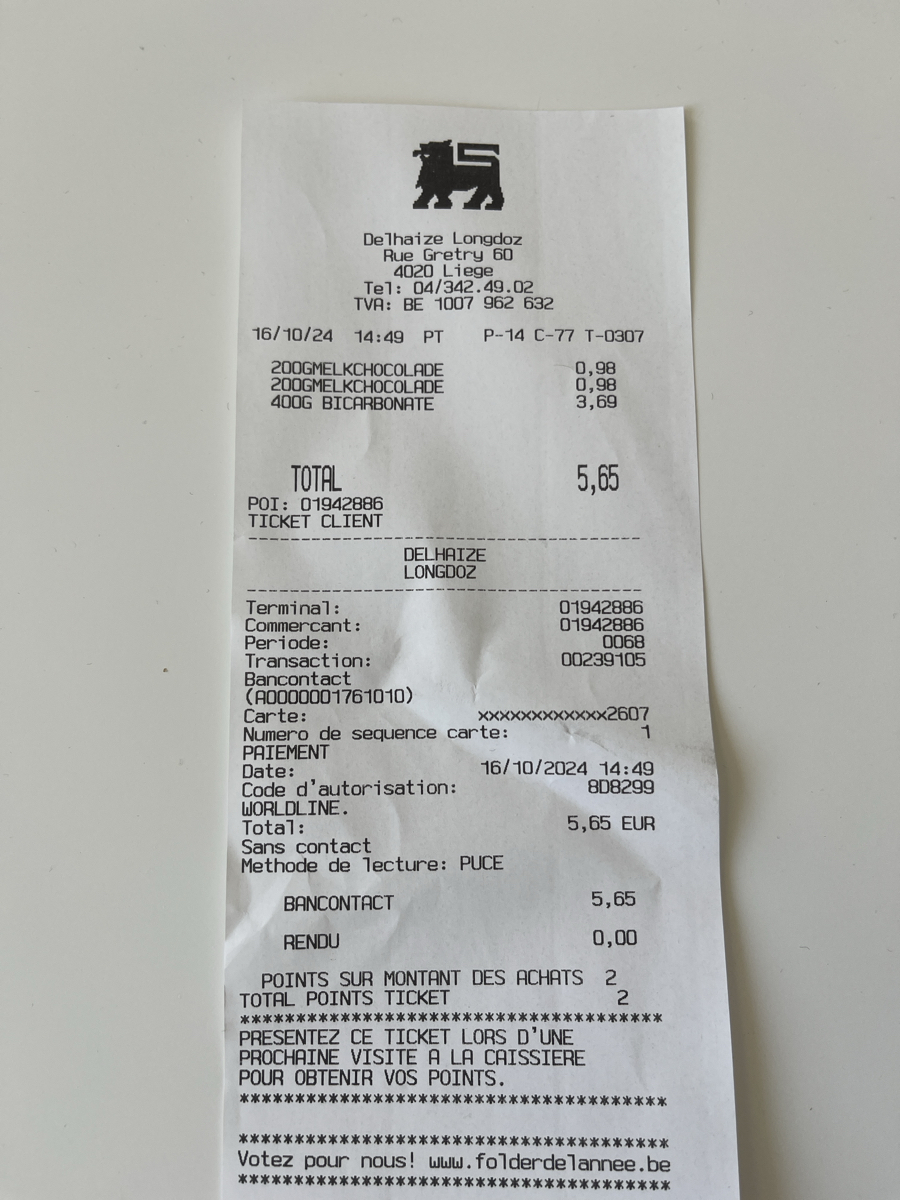 Delhaize Longdoz
Rue Gretry 60
4020 Liege
Tel: 04/342.49.02
TVA: BE 1007 962 632
16/10/24 14:49 PT P-14 C-77 T-0307
200GMELKCHOCOLADE 0,98
200GMELKCHOCOLADE 0,98
400G BICARBONATE 3,69
TOTAL 5,65
POI: 01942886
TICKET CLIENT
----------------------------------------
DELHAIZE
LONGDOZ
----------------------------------------
Terminal: 01942886
Commercant: 01942886
Periode: 0068
Transaction: 00239105
Bancontact
(A0000001761010)
Carte: xxxxxxxxxxxxx2607
Numero de sequence carte: 1
PAIEMENT
Date: 16/10/2024 14:49
Code d'autorisation: 8D8299
WORLDLINE.
Total: 5,65 EUR
Sans contact
Methode de lecture: PUCE
BANCONTACT 5,65
RENDU 0,00
POINTS SUR MONTANT DES ACHATS 2
TOTAL POINTS TICKET 2
****************************************
PRESENTEZ CE TICKET LORS D'UNE
PROCHAINE VISITE A LA CAISSIERE
POUR OBTENIR VOS POINTS.
****************************************
****************************************
Votez pour nous! www.folderdelannee.be
****************************************